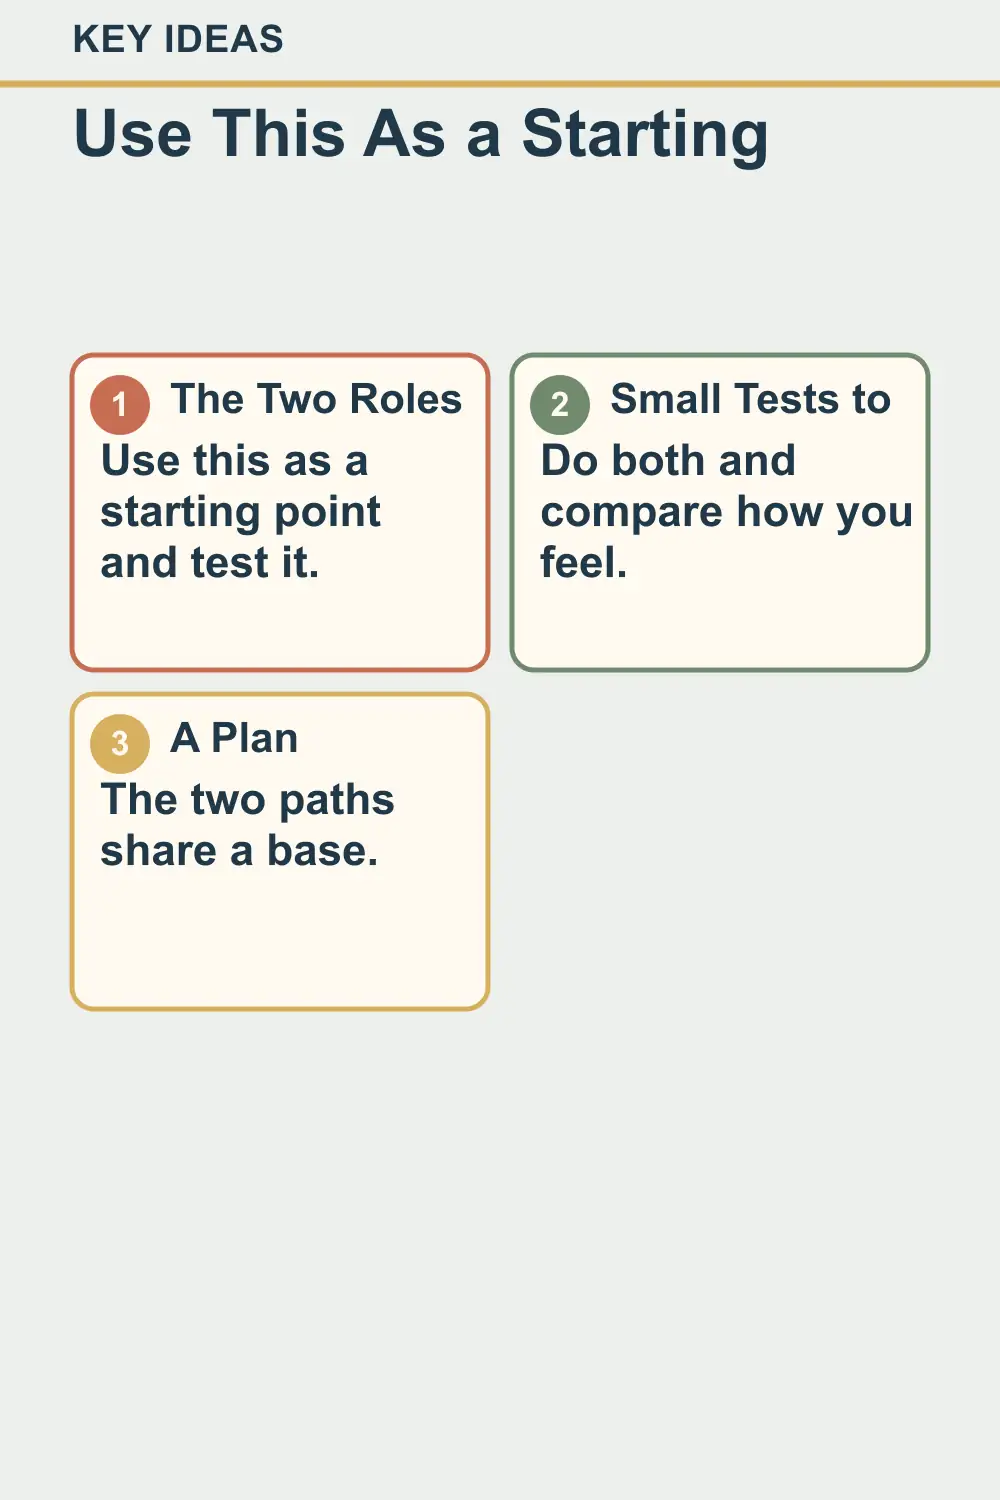 KEY IDEAS
Use This As a Starting
1 The Two Roles
Use this as a
starting point
and test it.
2 Small Tests to
Do both and
compare how you
feel.
3 A Plan
The two paths
share a base.